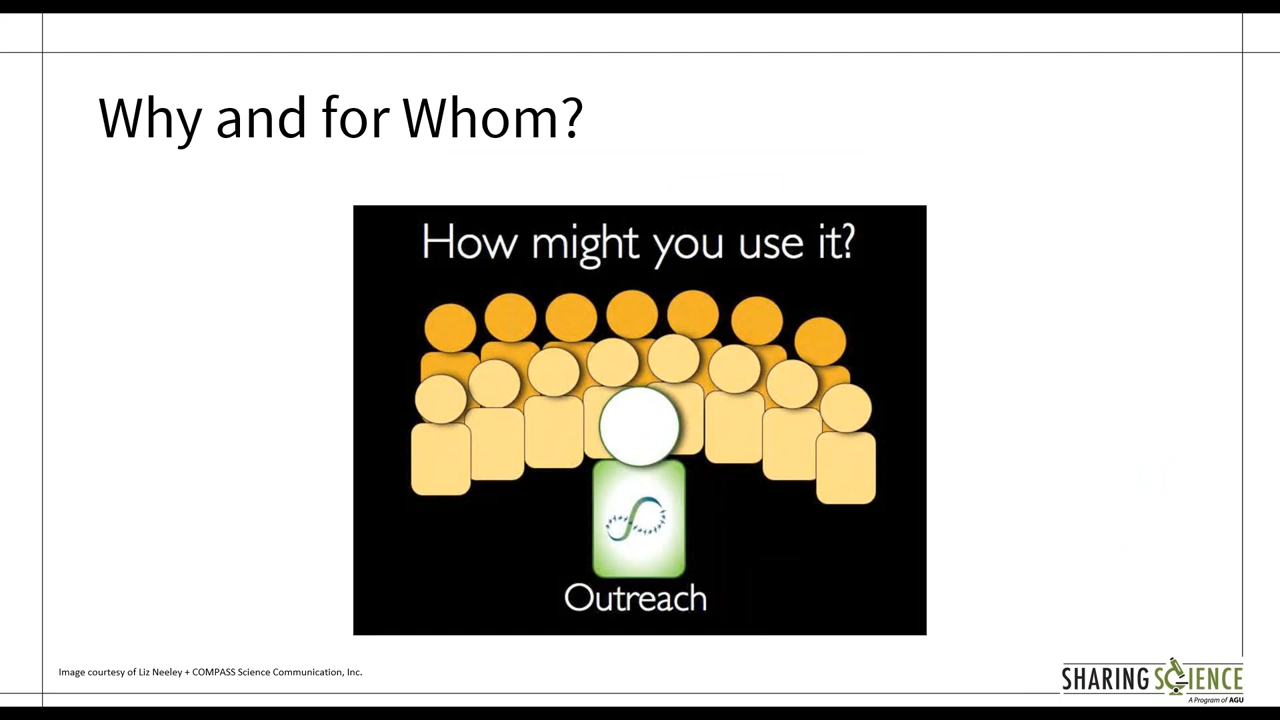 Why and for Whom?
How might you use it?
Outreach
Image courtesy of Liz Neeley + COMPASS Science Communication, Inc.
SHARING SCIENCE
A Program of AGU